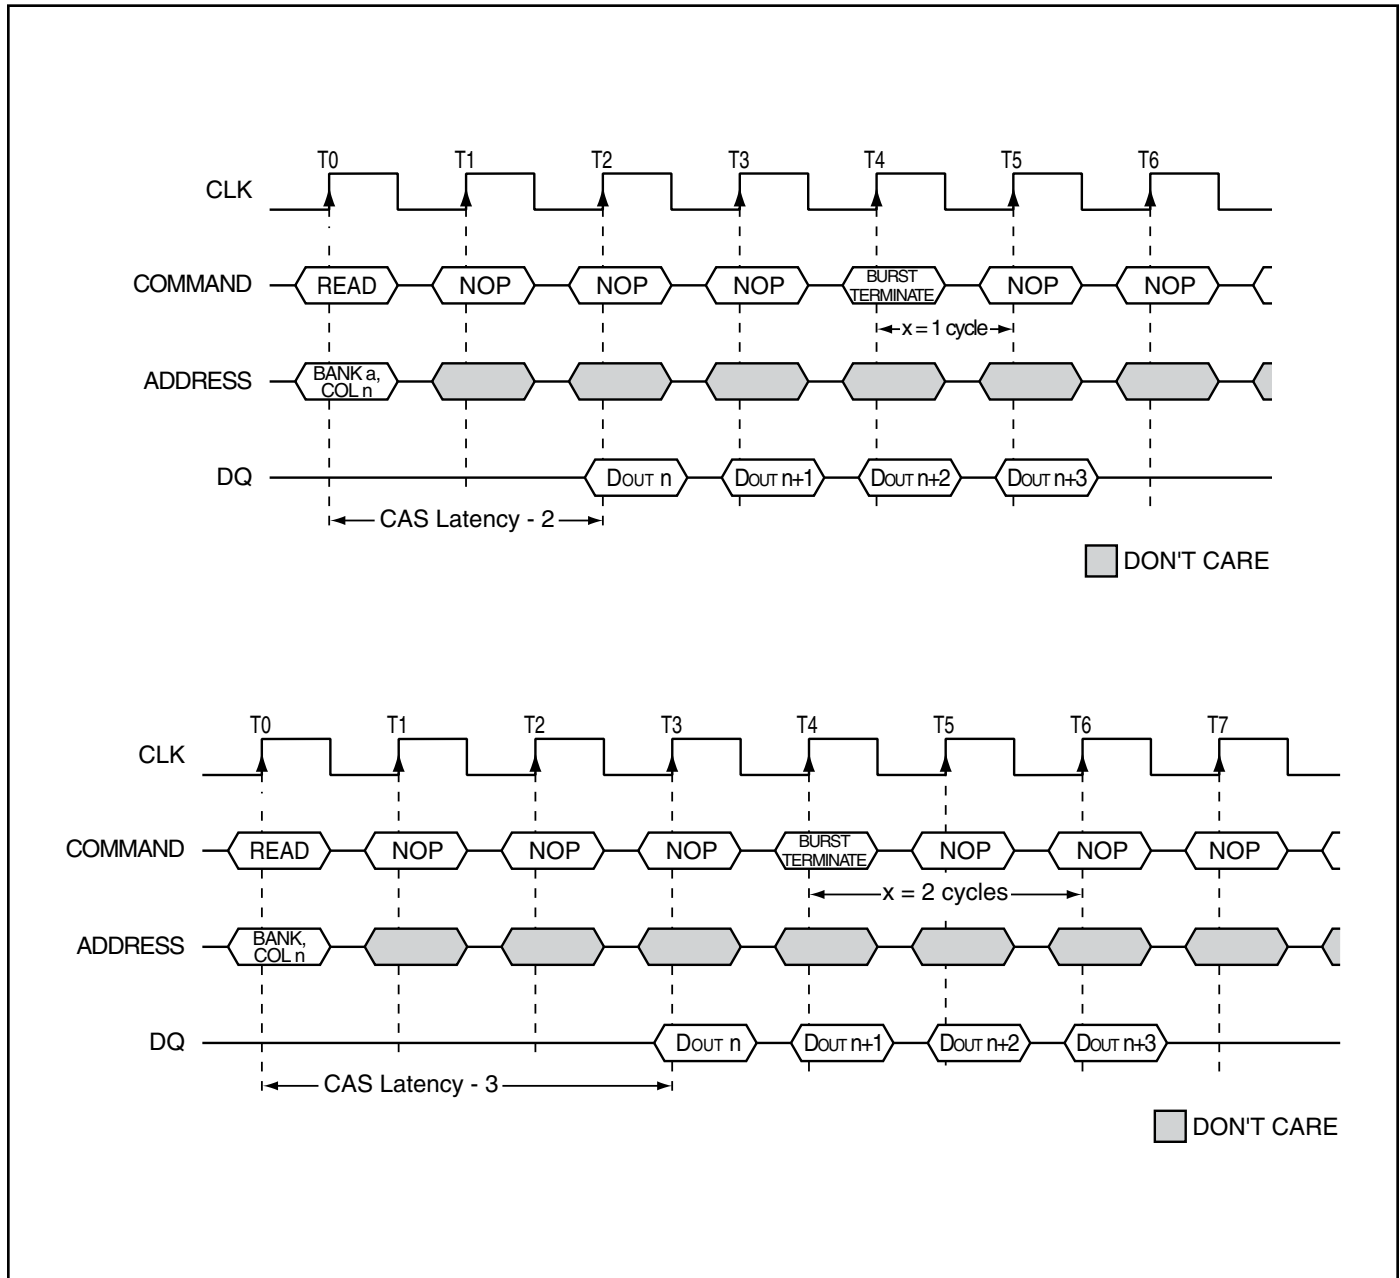 T0 T1 T2 T3 T4 T5 T6
CLK
COMMAND READ NOP NOP NOP BURST TERMINATE NOP NOP
x = 1 cycle
ADDRESS BANK a, COL n
DQ DOUT n DOUT n+1 DOUT n+2 DOUT n+3
CAS Latency - 2
DON'T CARE
T0 T1 T2 T3 T4 T5 T6 T7
CLK
COMMAND READ NOP NOP NOP BURST TERMINATE NOP NOP NOP
x = 2 cycles
ADDRESS BANK, COL n
DQ DOUT n DOUT n+1 DOUT n+2 DOUT n+3
CAS Latency - 3
DON'T CARE